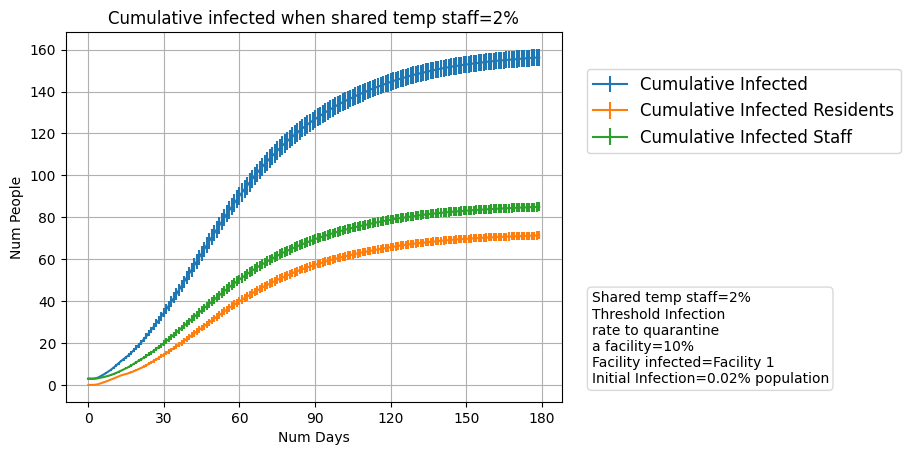 Cumulative infected when shared temp staff=2%
Num People
160
140
120
100
80
60
40
20
0
0 30 60 90 120 150 180
Num Days
Cumulative Infected
Cumulative Infected Residents
Cumulative Infected Staff
Shared temp staff=2%
Threshold Infection
rate to quarantine
a facility=10%
Facility infected=Facility 1
Initial Infection=0.02% population